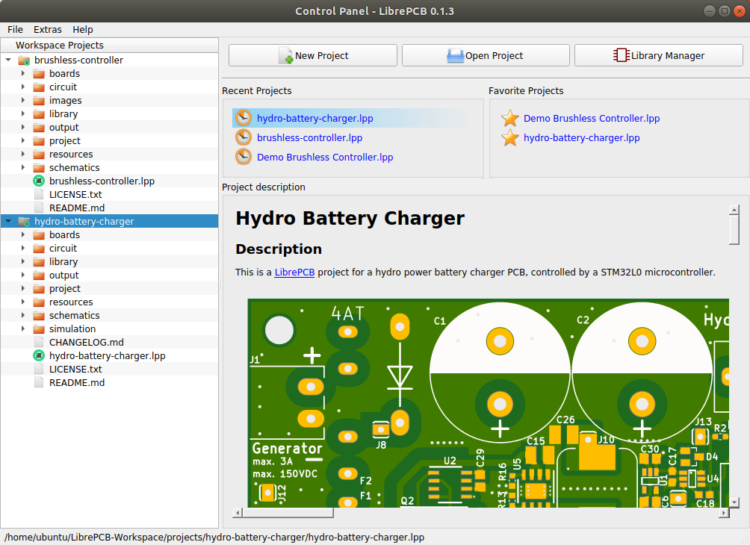 Control Panel - LibrePCB 0.1.3
File Extras Help
Workspace Projects
brushless-controller
boards
circuit
images
library
output
project
resources
schematics
brushless-controller.lpp
LICENSE.txt
README.md
hydro-battery-charger
boards
circuit
library
output
project
resources
schematics
simulation
CHANGELOG.md
hydro-battery-charger.lpp
LICENSE.txt
README.md
New Project
Open Project
Library Manager
Recent Projects
hydro-battery-charger.lpp
brushless-controller.lpp
Demo Brushless Controller.lpp
Favorite Projects
Demo Brushless Controller.lpp
hydro-battery-charger.lpp
Project description
Hydro Battery Charger
Description
This is a LibrePCB project for a hydro power battery charger PCB, controlled by a STM32L0 microcontroller.
4AT
C1
C2
Hyd
J1
Generator
max. 3A
max. 150VDC
J12
J8
F2
F1
U2
Q2
C29
R16
R13
U5
C15
C26
J10
C30
U1
C6
C17
J13
R2
D4
U4
C18
/home/ubuntu/LibrePCB-Workspace/projects/hydro-battery-charger/hydro-battery-charger.lpp